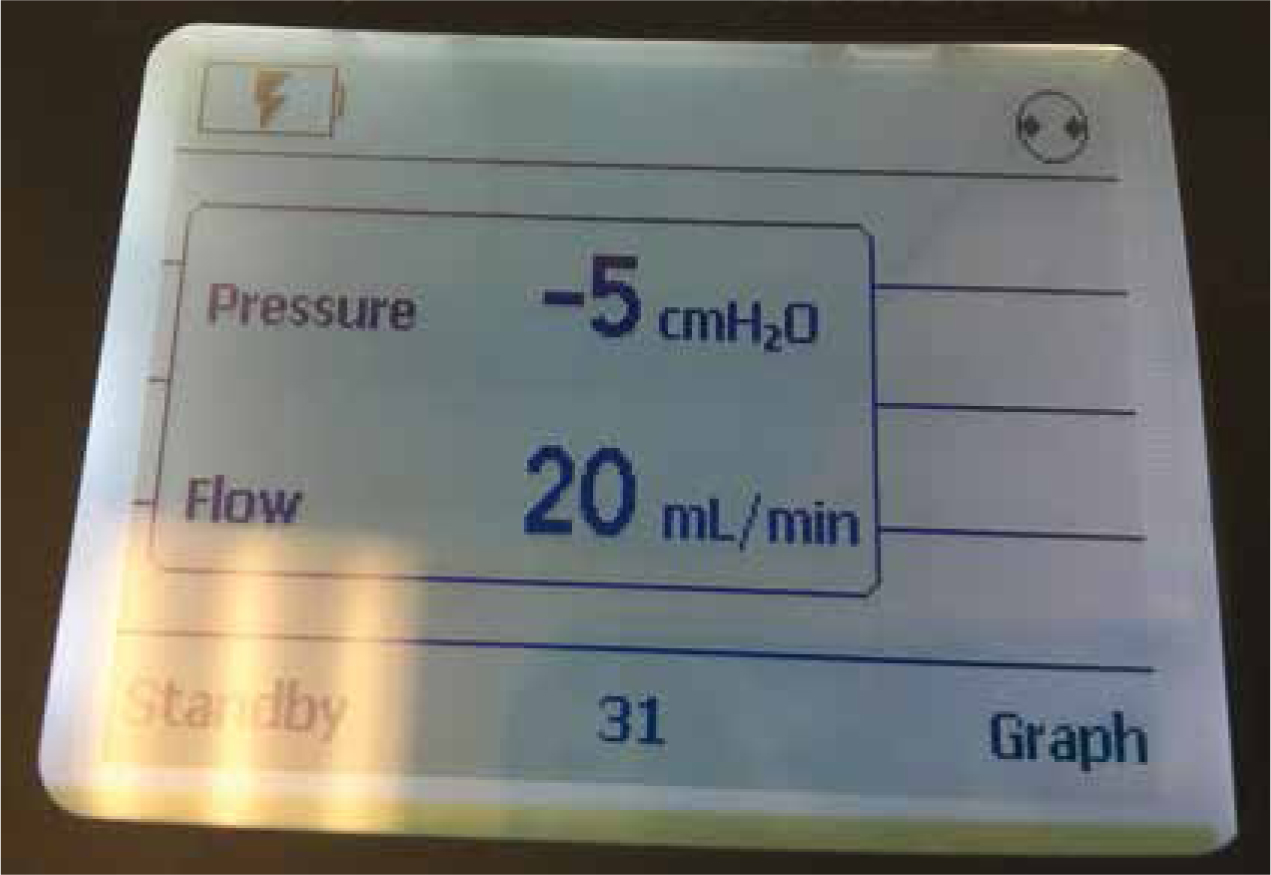 Pressure -5 cmH₂O
Flow 20 mL/min
Standby 31 Graph